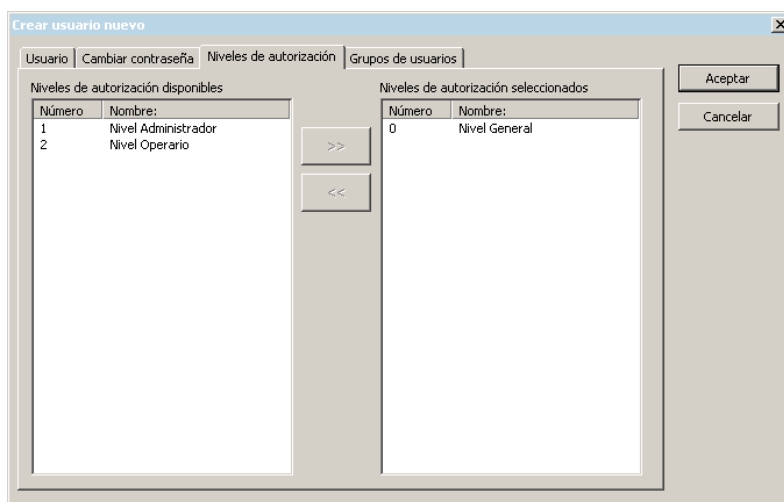 Crear usuario nuevo
Usuario
Cambiar contraseña
Niveles de autorización
Grupos de usuarios
Niveles de autorización disponibles
Número Nombre:
1 Nivel Administrador
2 Nivel Operario
>>
<<
Niveles de autorización seleccionados
Número Nombre:
0 Nivel General
Aceptar
Cancelar